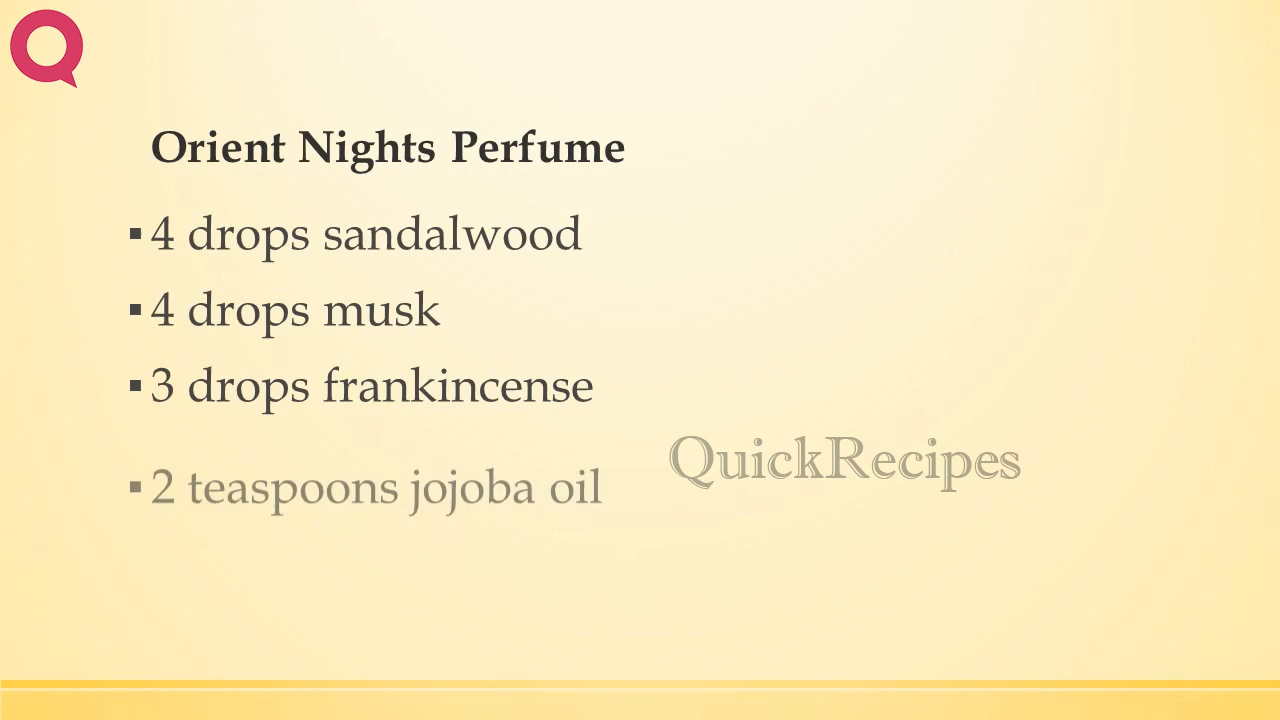 Orient Nights Perfume
▪ 4 drops sandalwood
▪ 4 drops musk
▪ 3 drops frankincense
▪ 2 teaspoons jojoba oil
QuickRecipes